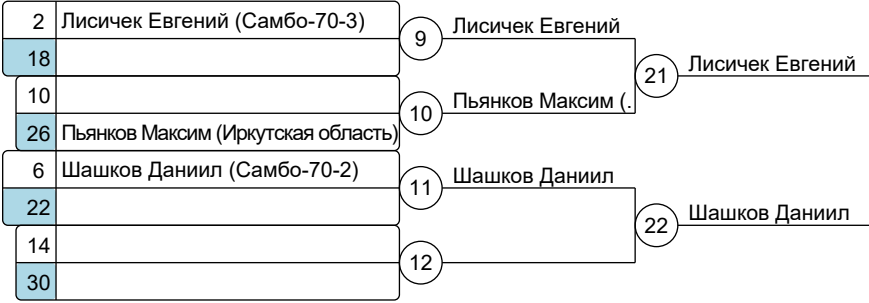 2 Лисичек Евгений (Самбо-70-3)
18
10
26 Пьянков Максим (Иркутская область)
6 Шашков Даниил (Самбо-70-2)
22
14
30
9 Лисичек Евгений
10 Пьянков Максим (.
11 Шашков Даниил
12
21 Лисичек Евгений
22 Шашков Даниил